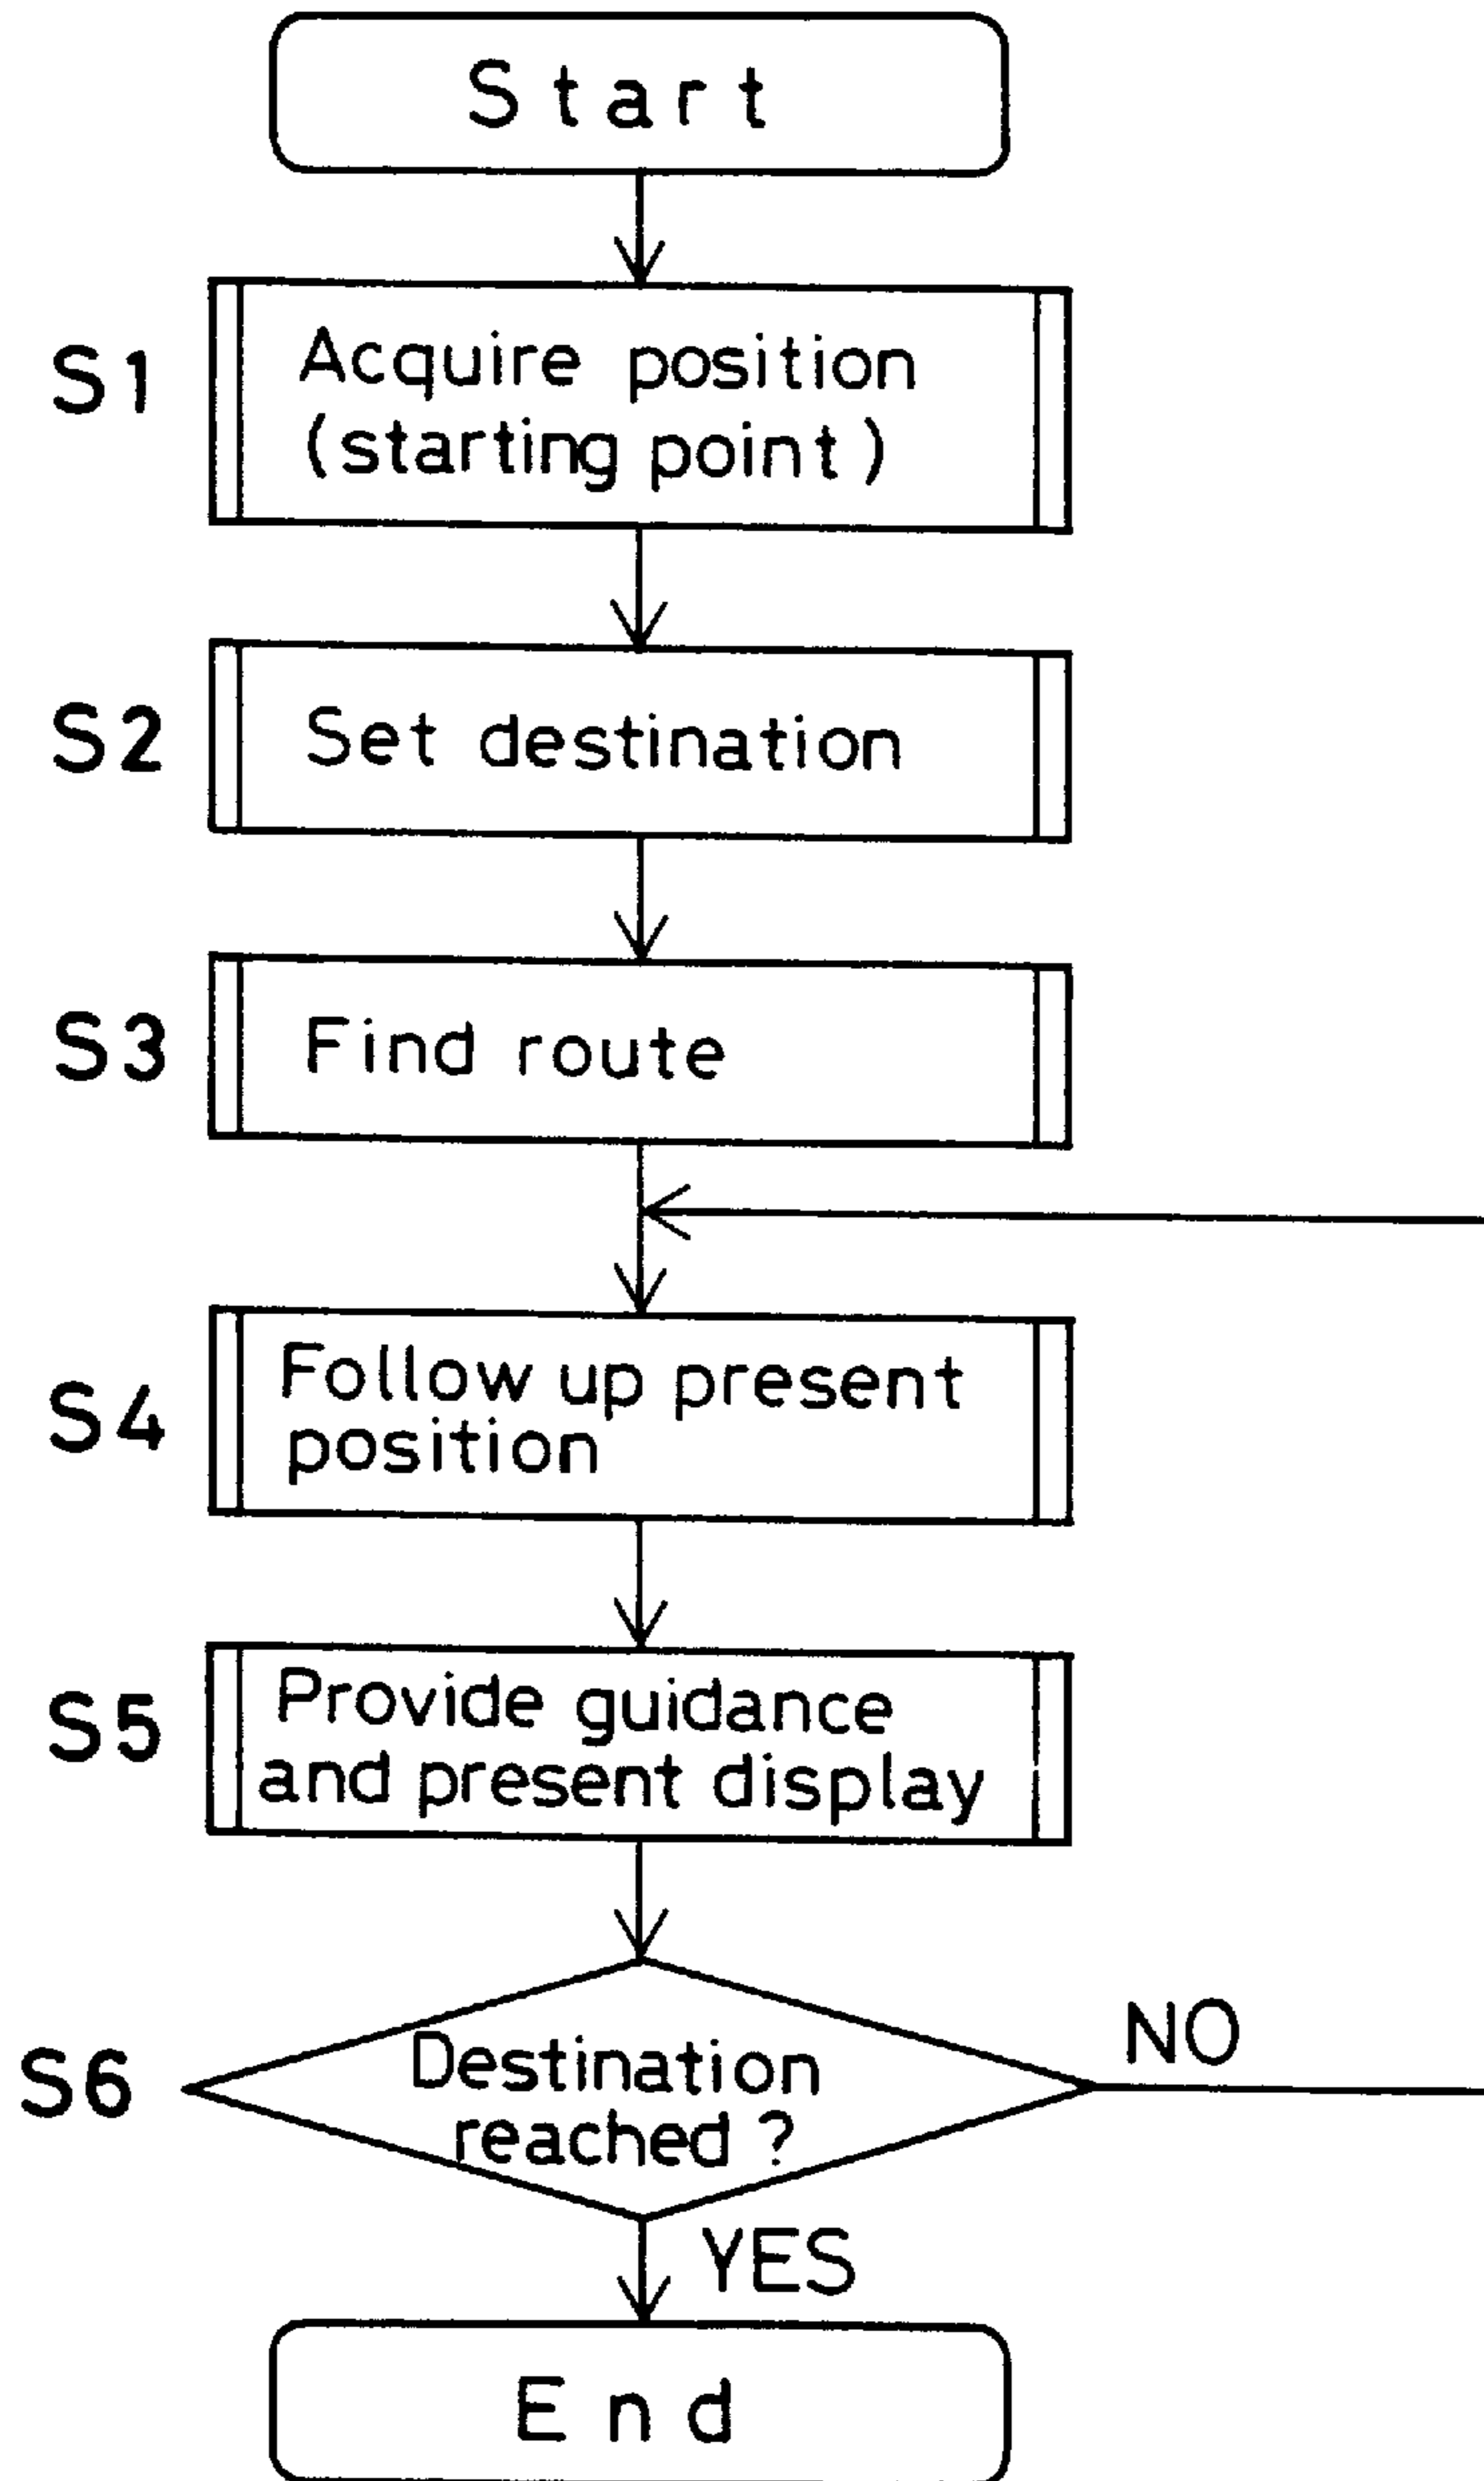 Start
S1
Acquire position
(starting point)
S2
Set destination
S3
Find route
S4
Follow up present
position
S5
Provide guidance
and present display
S6
Destination
reached ?
NO
YES
End